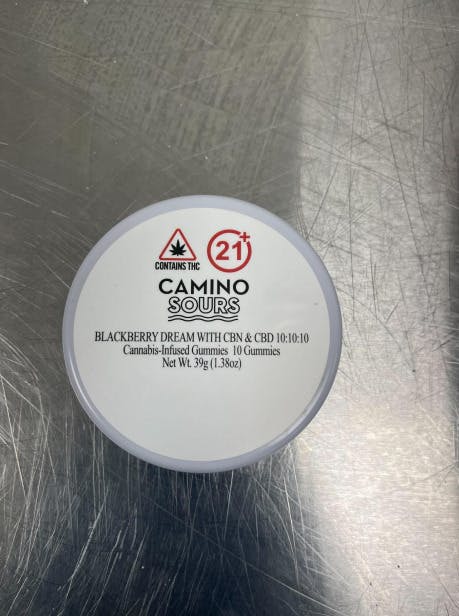 CONTAINS THC
21+
CAMINO
SOURS
BLACKBERRY DREAM WITH CBN & CBD 10:10:10
Cannabis-Infused Gummies 10 Gummies
Net Wt. 39g (1.38oz)